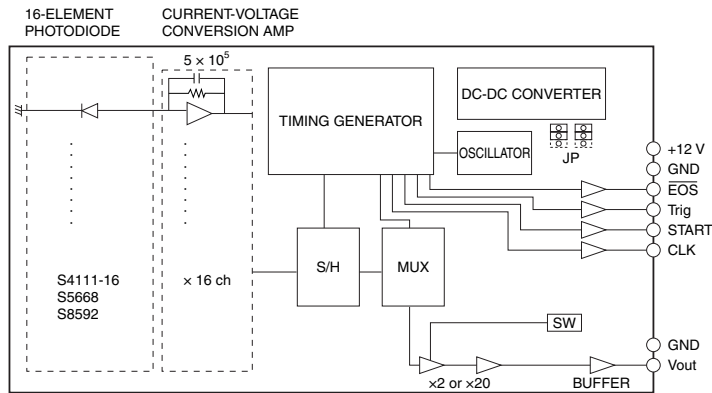 16-ELEMENT
PHOTODIODE
CURRENT-VOLTAGE
CONVERSION AMP
5 × 10⁵
TIMING GENERATOR
DC-DC CONVERTER
OSCILLATOR
JP
+12 V
GND
EOS
Trig
START
CLK
S4111-16
S5668
S8592
× 16 ch
S/H
MUX
SW
GND
Vout
×2 or ×20
BUFFER